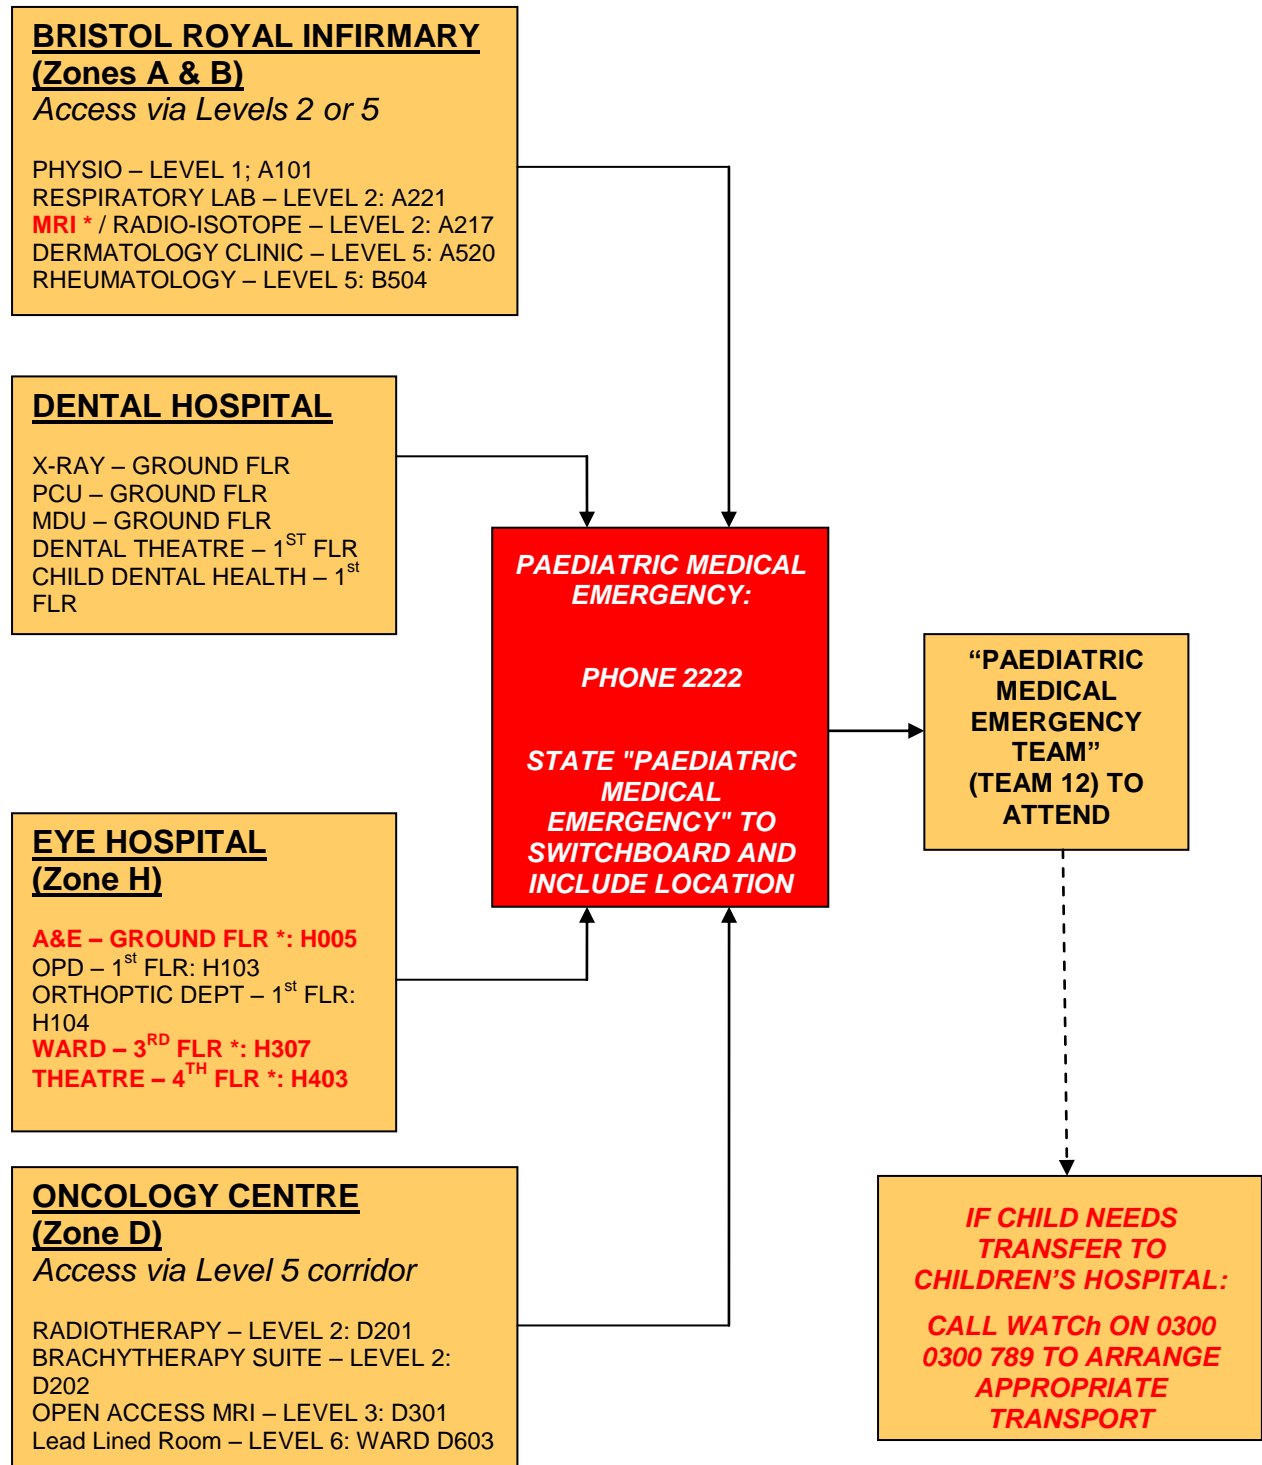 BRISTOL ROYAL INFIRMARY
(Zones A & B)
Access via Levels 2 or 5
PHYSIO – LEVEL 1; A101
RESPIRATORY LAB – LEVEL 2: A221
MRI * / RADIO-ISOTOPE – LEVEL 2: A217
DERMATOLOGY CLINIC – LEVEL 5: A520
RHEUMATOLOGY – LEVEL 5: B504
DENTAL HOSPITAL
X-RAY – GROUND FLR
PCU – GROUND FLR
MDU – GROUND FLR
DENTAL THEATRE – 1ST FLR
CHILD DENTAL HEALTH – 1st
FLR
EYE HOSPITAL
(Zone H)
A&E – GROUND FLR *: H005
OPD – 1st FLR: H103
ORTHOPTIC DEPT – 1st FLR:
H104
WARD – 3RD FLR *: H307
THEATRE – 4TH FLR *: H403
ONCOLOGY CENTRE
(Zone D)
Access via Level 5 corridor
RADIOTHERAPY – LEVEL 2: D201
BRACHYTHERAPY SUITE – LEVEL 2:
D202
OPEN ACCESS MRI – LEVEL 3: D301
Lead Lined Room – LEVEL 6: WARD D603
PAEDIATRIC MEDICAL
EMERGENCY:
PHONE 2222
STATE "PAEDIATRIC
MEDICAL
EMERGENCY" TO
SWITCHBOARD AND
INCLUDE LOCATION
“PAEDIATRIC
MEDICAL
EMERGENCY
TEAM”
(TEAM 12) TO
ATTEND
IF CHILD NEEDS
TRANSFER TO
CHILDREN’S HOSPITAL:
CALL WATCh ON 0300
0300 789 TO ARRANGE
APPROPRIATE
TRANSPORT